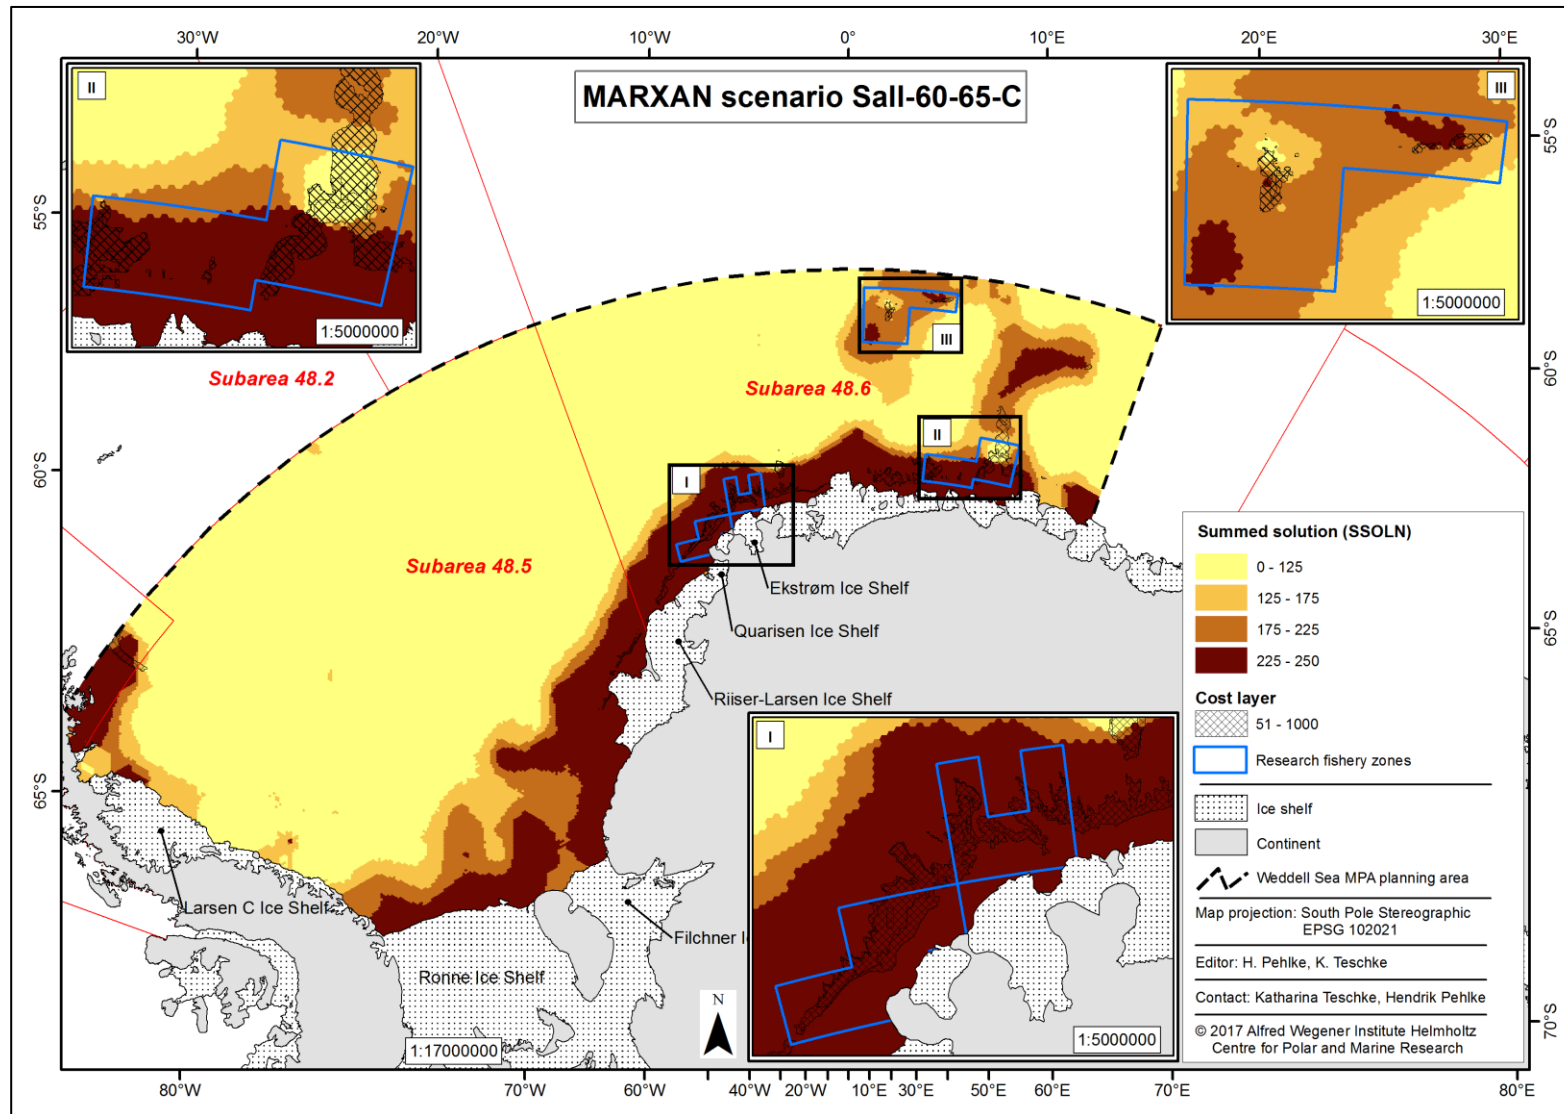 30°W 20°W 10°W 0° 10°E 20°E 30°E
II
III
MARXAN scenario Sall-60-65-C
55°S
55°S
1:5000000
1:5000000
III
60°S
Subarea 48.2
Subarea 48.6
II
60°S
I
Summed solution (SSOLN)
0 - 125
125 - 175
175 - 225
225 - 250
Cost layer
51 - 1000
Research fishery zones
Ice shelf
Continent
Weddell Sea MPA planning area
Map projection: South Pole Stereographic
EPSG 102021
Editor: H. Pehlke, K. Teschke
Contact: Katharina Teschke, Hendrik Pehlke
© 2017 Alfred Wegener Institute Helmholtz
Centre for Polar and Marine Research
Subarea 48.5
Ekstrøm Ice Shelf
Quarisen Ice Shelf
65°S
Riiser-Larsen Ice Shelf
I
65°S
Larsen C Ice Shelf
Filchner I
Ronne Ice Shelf
N
1:17000000
1:5000000
70°S
80°W 70°W 60°W 40°W 20°W 0° 10°E 30°E 50°E 60°E 70°E 80°E